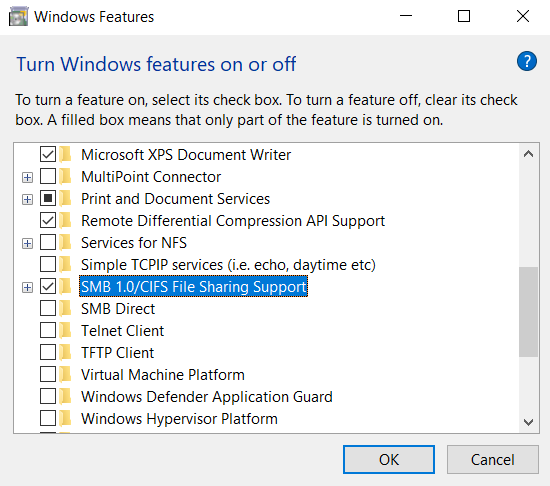 Windows Features
Turn Windows features on or off
?
To turn a feature on, select its check box. To turn a feature off, clear its check
box. A filled box means that only part of the feature is turned on.
Microsoft XPS Document Writer
MultiPoint Connector
Print and Document Services
Remote Differential Compression API Support
Services for NFS
Simple TCPIP services (i.e. echo, daytime etc)
SMB 1.0/CIFS File Sharing Support
SMB Direct
Telnet Client
TFTP Client
Virtual Machine Platform
Windows Defender Application Guard
Windows Hypervisor Platform
OK
Cancel